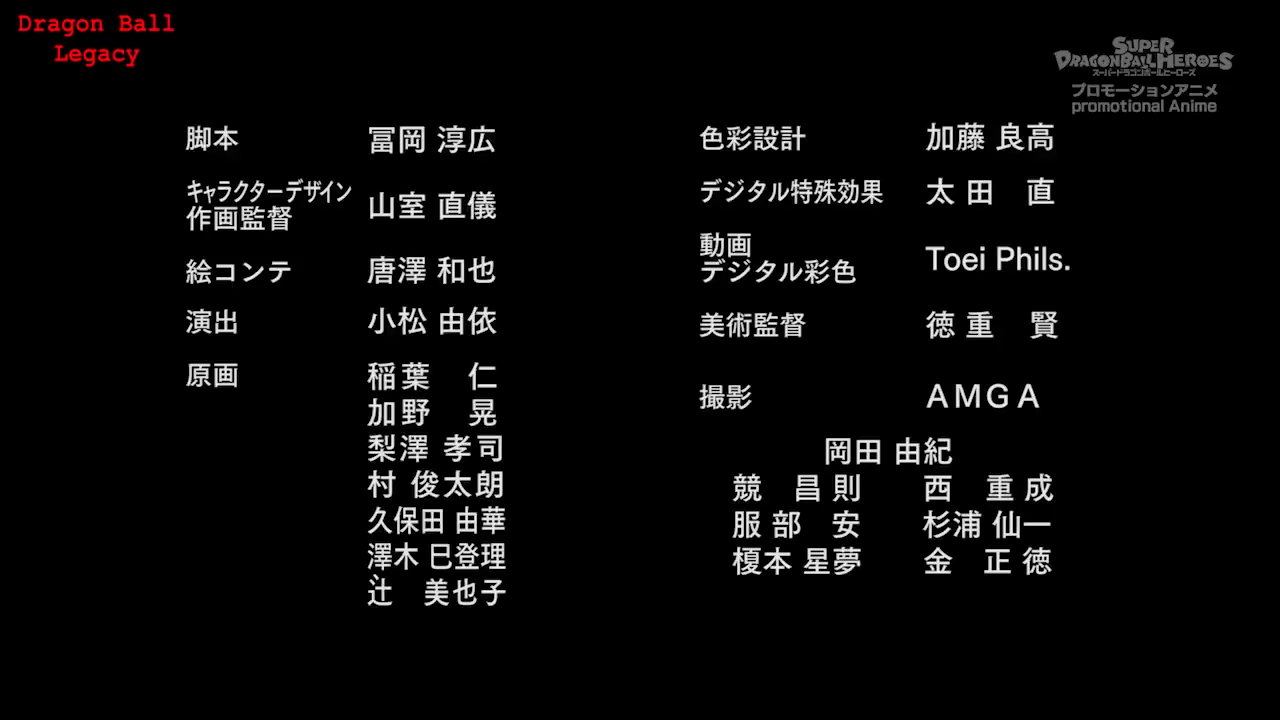 Dragon Ball
Legacy
SUPER
DRAGONBALL HEROES
スーパードラゴンボールヒーローズ
プロモーションアニメ
promotional Anime
脚本 冨岡 淳広
キャラクターデザイン
作画監督 山室 直儀
絵コンテ 唐澤 和也
演出 小松 由依
原画 稲葉 仁
加野 晃
梨澤 孝司
村 俊太朗
久保田 由華
澤木 巳登理
辻 美也子
色彩設計 加藤 良高
デジタル特殊効果 太田 直
動画
デジタル彩色 Toei Phils.
美術監督 徳重 賢
撮影 AMGA
岡田 由紀
競 昌則 西 重成
服部 安 杉浦 仙一
榎本 星夢 金 正徳